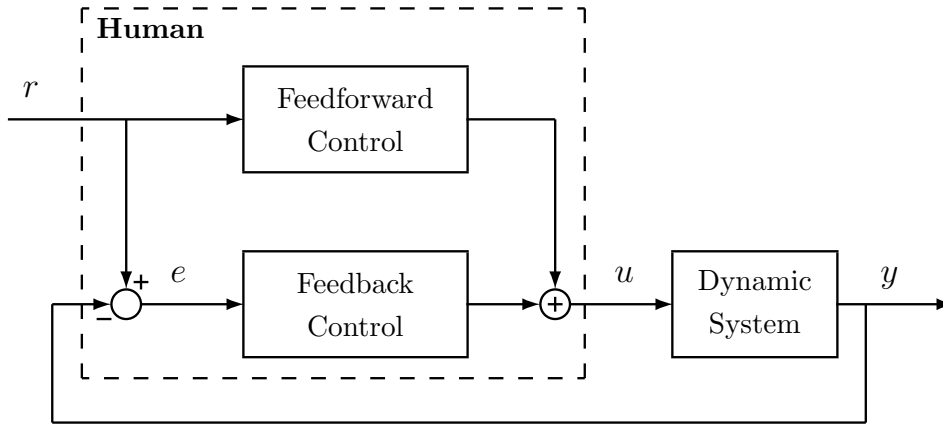 Human
r
Feedforward
Control
+
e
−
Feedback
Control
+
u
Dynamic
System
y